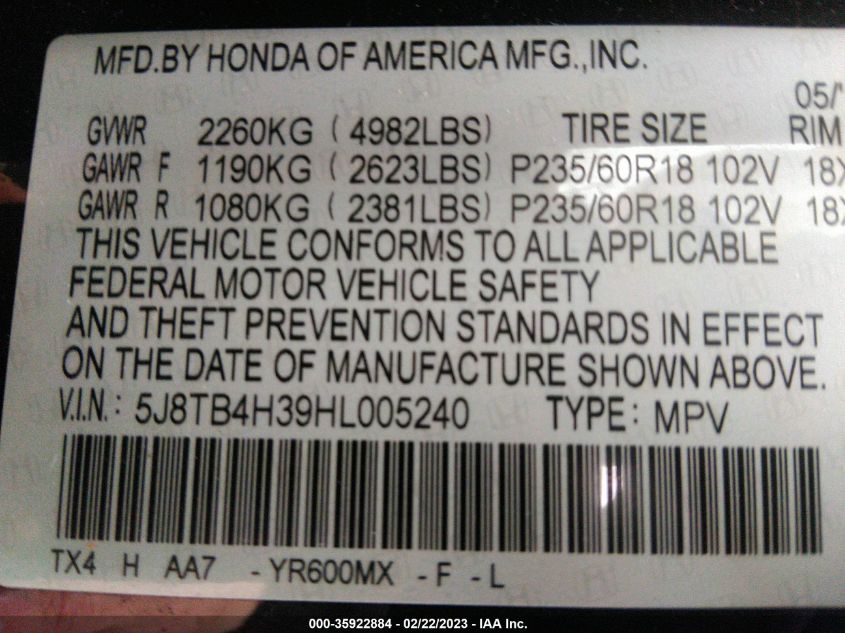 MFD.BY HONDA OF AMERICA MFG.,INC.
05/
GVWR 2260KG ( 4982LBS) TIRE SIZE RIM
GAWR F 1190KG ( 2623LBS) P235/60R18 102V 18X
GAWR R 1080KG ( 2381LBS) P235/60R18 102V 18X
THIS VEHICLE CONFORMS TO ALL APPLICABLE
FEDERAL MOTOR VEHICLE SAFETY
AND THEFT PREVENTION STANDARDS IN EFFECT
ON THE DATE OF MANUFACTURE SHOWN ABOVE.
V.I.N.: 5J8TB4H39HL005240 TYPE: MPV
TX4 H AA7 - YR600MX - F - L
000-35922884 - 02/22/2023 - IAA Inc.